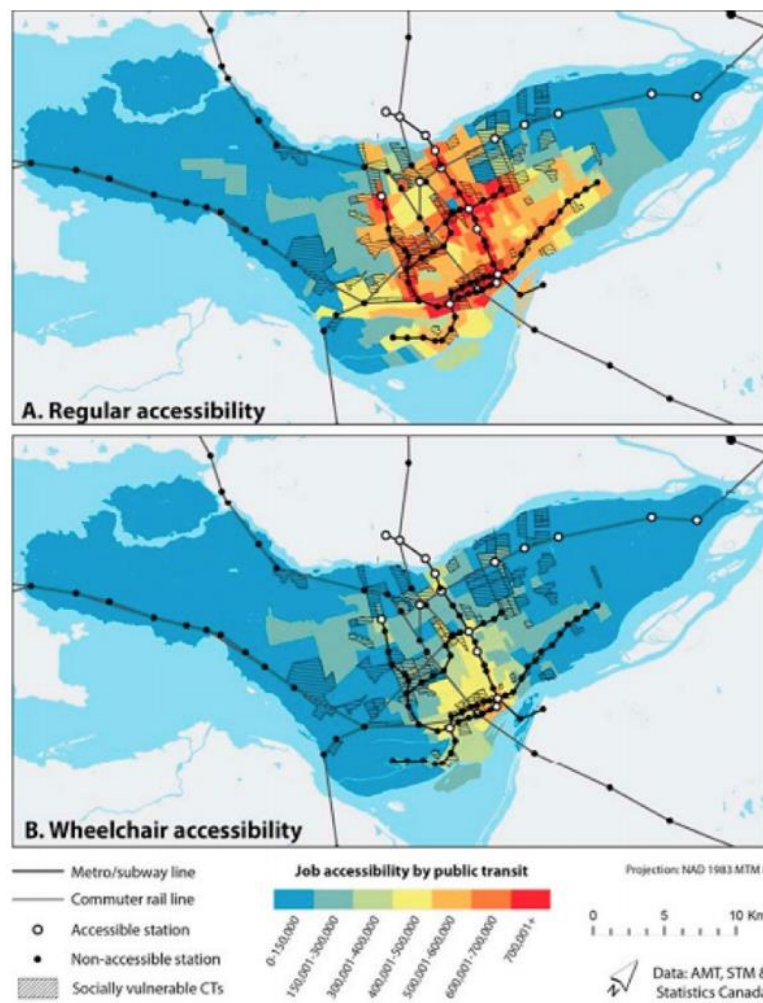 A. Regular accessibility
B. Wheelchair accessibility
Metro/subway line
Commuter rail line
Accessible station
Non-accessible station
Socially vulnerable CTs
Job accessibility by public transit
0-150,000
150,001-300,000
300,001-400,000
400,001-500,000
500,001-600,000
600,001-700,000
700,001+
Projection: NAD 1983 MTM
0 5 10 Km
N
Data: AMT, STM &
Statistics Canada